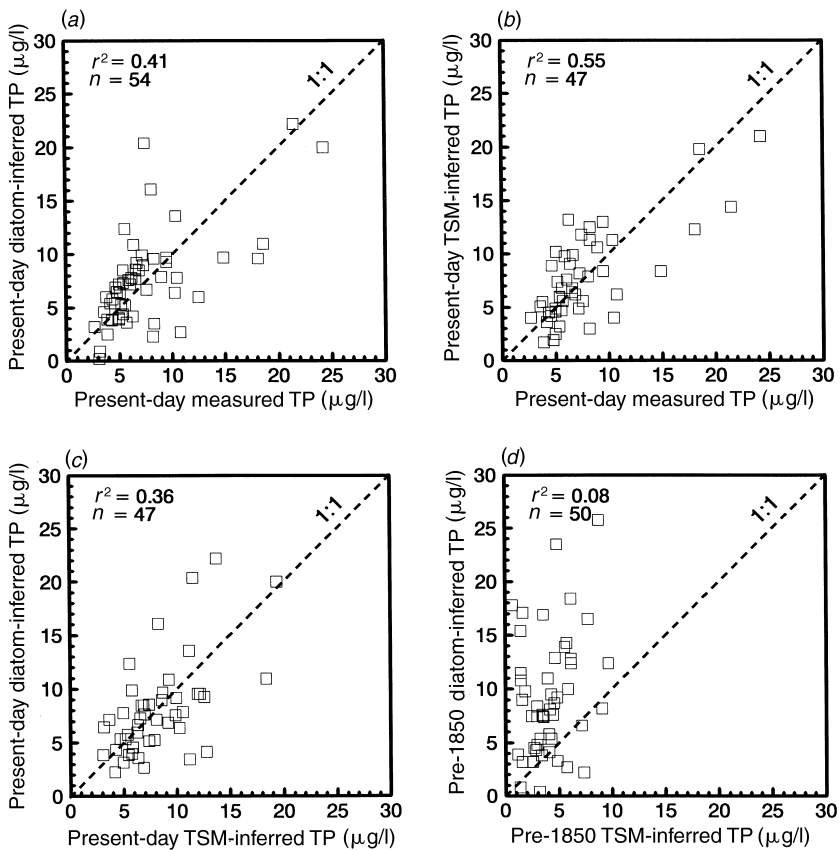 (a)
r² = 0.41
n = 54
1:1
Present-day diatom-inferred TP (μg/l)
30
25
20
15
10
5
0
0 5 10 15 20 25 30
Present-day measured TP (μg/l)
(b)
r² = 0.55
n = 47
1:1
Present-day TSM-inferred TP (μg/l)
30
25
20
15
10
5
0
0 5 10 15 20 25 30
Present-day measured TP (μg/l)
(c)
r² = 0.36
n = 47
1:1
Present-day diatom-inferred TP (μg/l)
30
25
20
15
10
5
0
0 5 10 15 20 25 30
Present-day TSM-inferred TP (μg/l)
(d)
r² = 0.08
n = 50
1:1
Pre-1850 diatom-inferred TP (μg/l)
30
25
20
15
10
5
0
0 5 10 15 20 25 30
Pre-1850 TSM-inferred TP (μg/l)